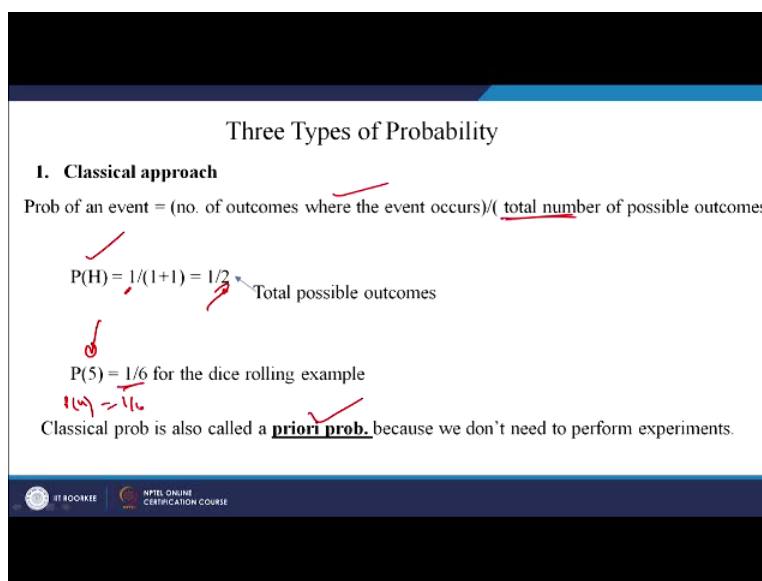 Three Types of Probability
1. Classical approach
Prob of an event = (no. of outcomes where the event occurs)/( total number of possible outcomes
P(H) = 1/(1+1) = 1/2
Total possible outcomes
P(5) = 1/6 for the dice rolling example
= 1/6
Classical prob is also called a priori prob. because we don't need to perform experiments.
IIT ROORKEE
NPTEL ONLINE
CERTIFICATION COURSE